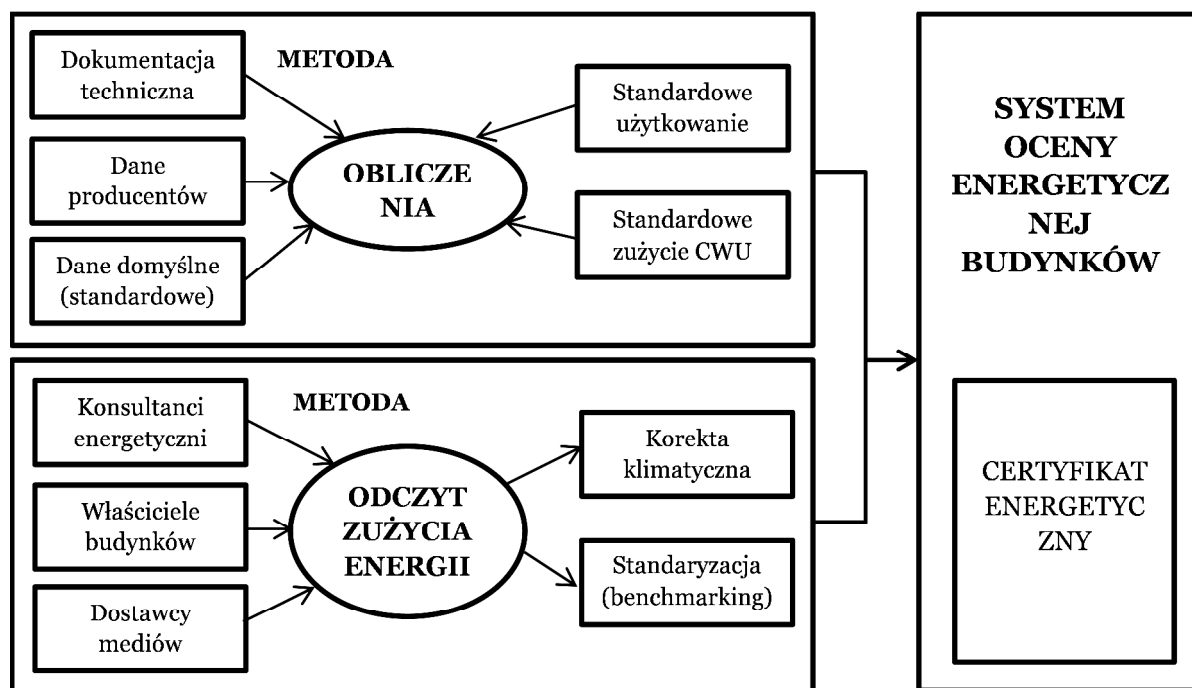 METODA
Dokumentacja
techniczna
Dane
producentów
Dane domyślne
(standardowe)
OBLICZE
NIA
Standardowe
użytkowanie
Standardowe
zużycie CWU
METODA
Konsultanci
energetyczni
Właściciele
budynków
Dostawcy
mediów
ODCZYT
ZUŻYCIA
ENERGII
Korekta
klimatyczna
Standaryzacja
(benchmarking)
SYSTEM
OCENY
ENERGETYCZ
NEJ
BUDYNKÓW
CERTYFIKAT
ENERGETYC
ZNY